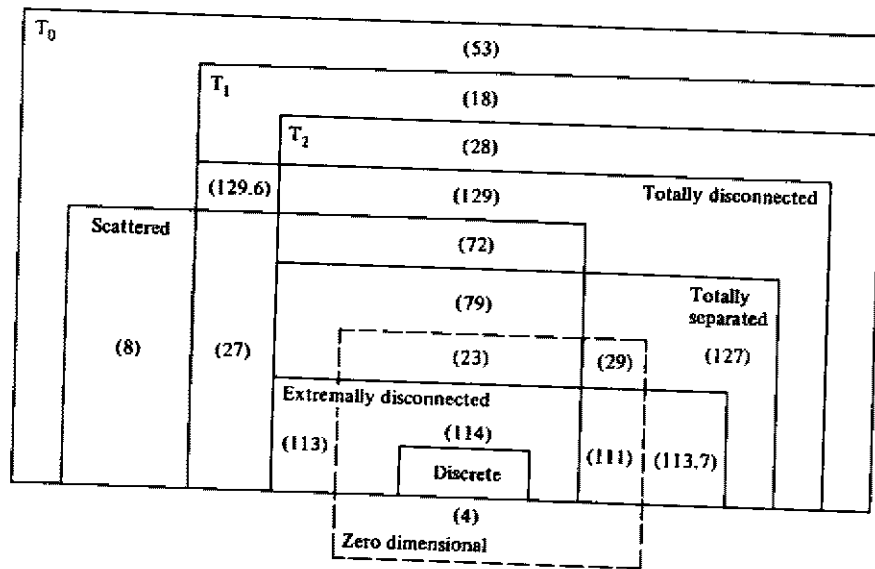 T0
(53)
T1
(18)
T2
(28)
(129.6)
(129)
Totally disconnected
Scattered
(72)
(79)
Totally
separated
(8)
(27)
(23)
(29)
(127)
Extremally disconnected
(113)
(114)
(111)
(113.7)
Discrete
(4)
Zero dimensional